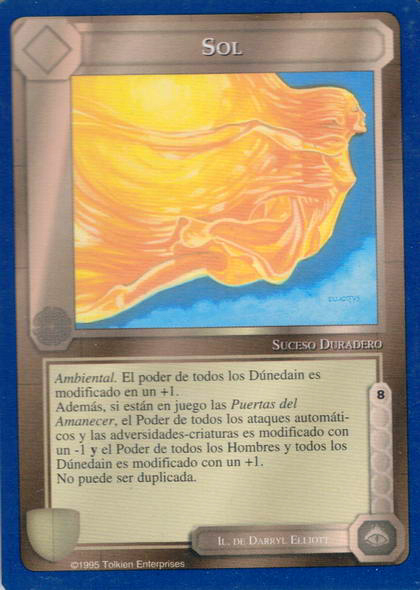 Sol
ELLIOTT '95
Suceso Duradero
Ambiental. El poder de todos los Dúnedain es
modificado en un +1.
Además, si están en juego las Puertas del
Amanecer, el Poder de todos los ataques automáti-
cos y las adversidades-criaturas es modificado con
un -1 y el Poder de todos los Hombres y todos los
Dúnedain es modificado con un +1.
No puede ser duplicada.
8
Il. de Darryl Elliott
©1995 Tolkien Enterprises